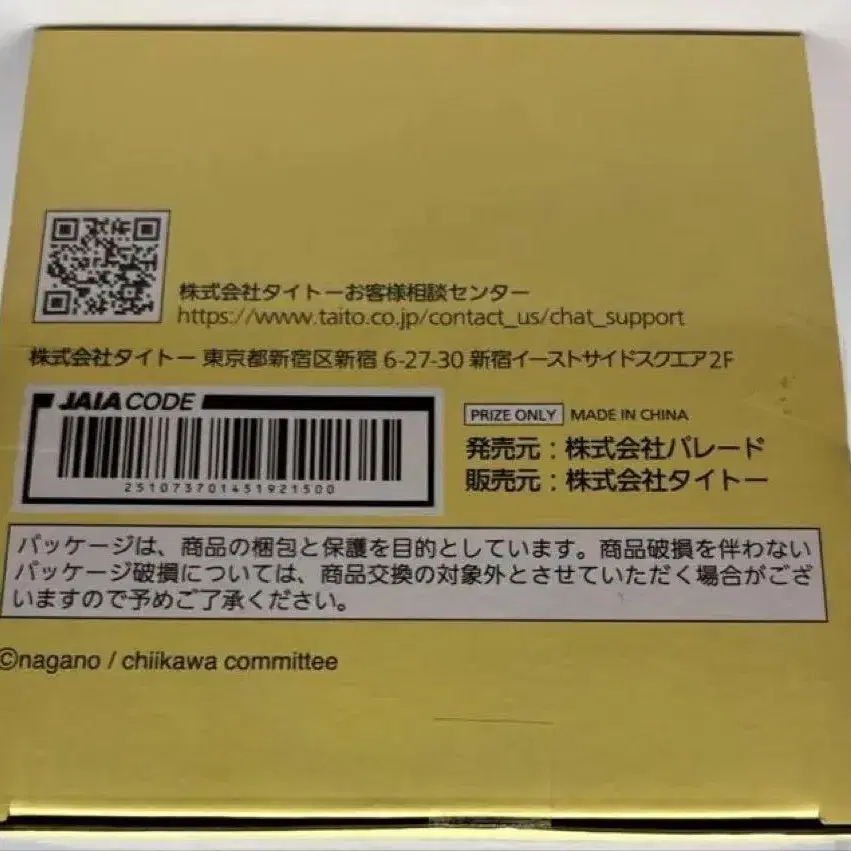 株式会社タイトーお客様相談センター
https://www.taito.co.jp/contact_us/chat_support
株式会社タイトー 東京都新宿区新宿 6-27-30 新宿イーストサイドスクエア2F
JAIA CODE
251073701451921500
PRIZE ONLY MADE IN CHINA
発売元：株式会社パレード
販売元：株式会社タイトー
パッケージは、商品の梱包と保護を目的としています。商品破損を伴わない
パッケージ破損については、商品交換の対象外とさせていただく場合がござ
いますので予めご了承ください。
©nagano / chiikawa committee